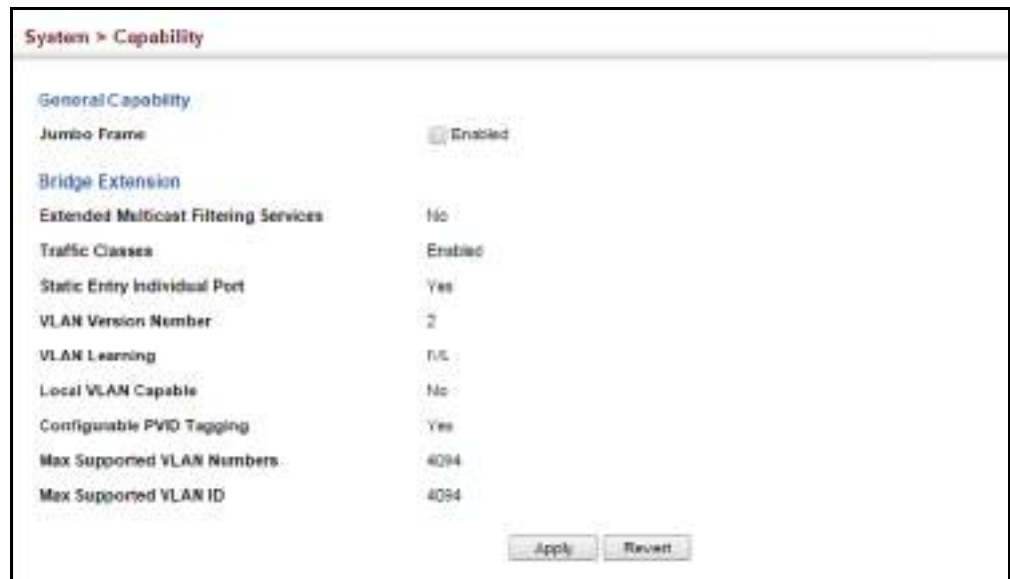 System > Capability
General Capability
Jumbo Frame Enabled
Bridge Extension
Extended Multicast Filtering Services No
Traffic Classes Enabled
Static Entry Individual Port Yes
VLAN Version Number 2
VLAN Learning IVL
Local VLAN Capable No
Configurable PVID Tagging Yes
Max Supported VLAN Numbers 4094
Max Supported VLAN ID 4094
Apply Revert